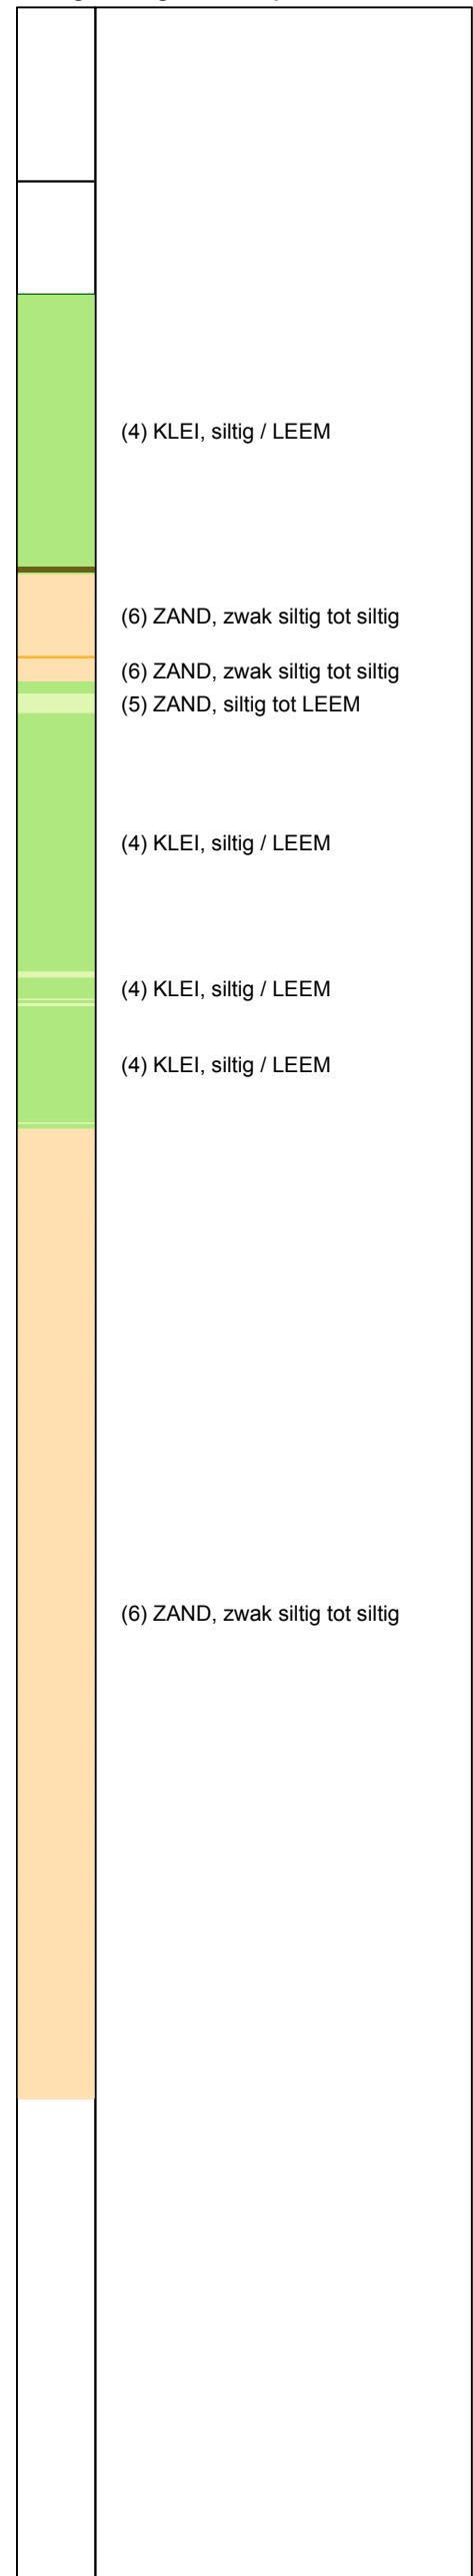 (4) KLEI, siltig / LEEM
(6) ZAND, zwak siltig tot siltig
(6) ZAND, zwak siltig tot siltig
(5) ZAND, siltig tot LEEM
(4) KLEI, siltig / LEEM
(4) KLEI, siltig / LEEM
(4) KLEI, siltig / LEEM
(6) ZAND, zwak siltig tot siltig